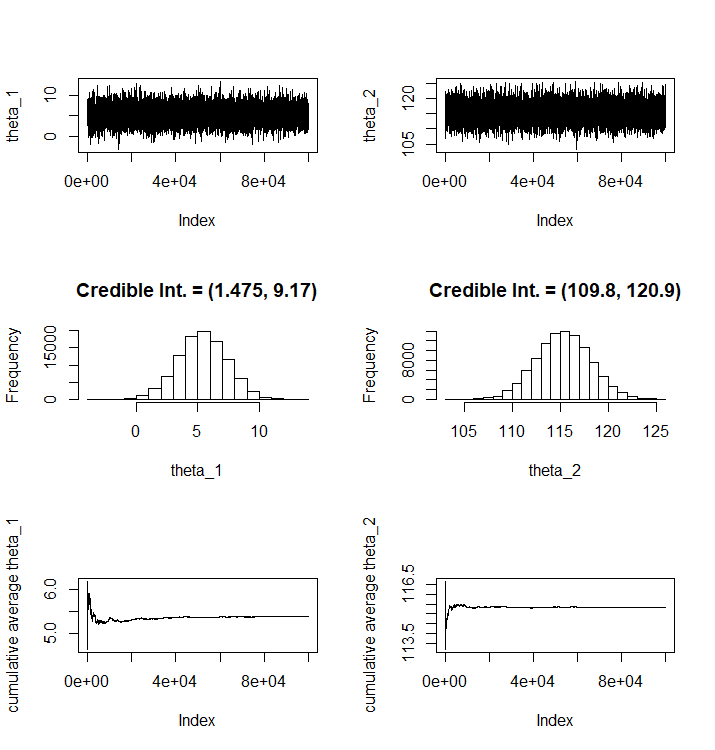 theta_1
10
0
0e+00 4e+04 8e+04
Index
theta_2
120
105
0e+00 4e+04 8e+04
Index
Credible Int. = (1.475, 9.17)
Frequency
15000
0
0 5 10
theta_1
Credible Int. = (109.8, 120.9)
Frequency
8000
0
105 110 115 120 125
theta_2
cumulative average theta_1
6.0
5.0
0e+00 4e+04 8e+04
Index
cumulative average theta_2
116.5
113.5
0e+00 4e+04 8e+04
Index